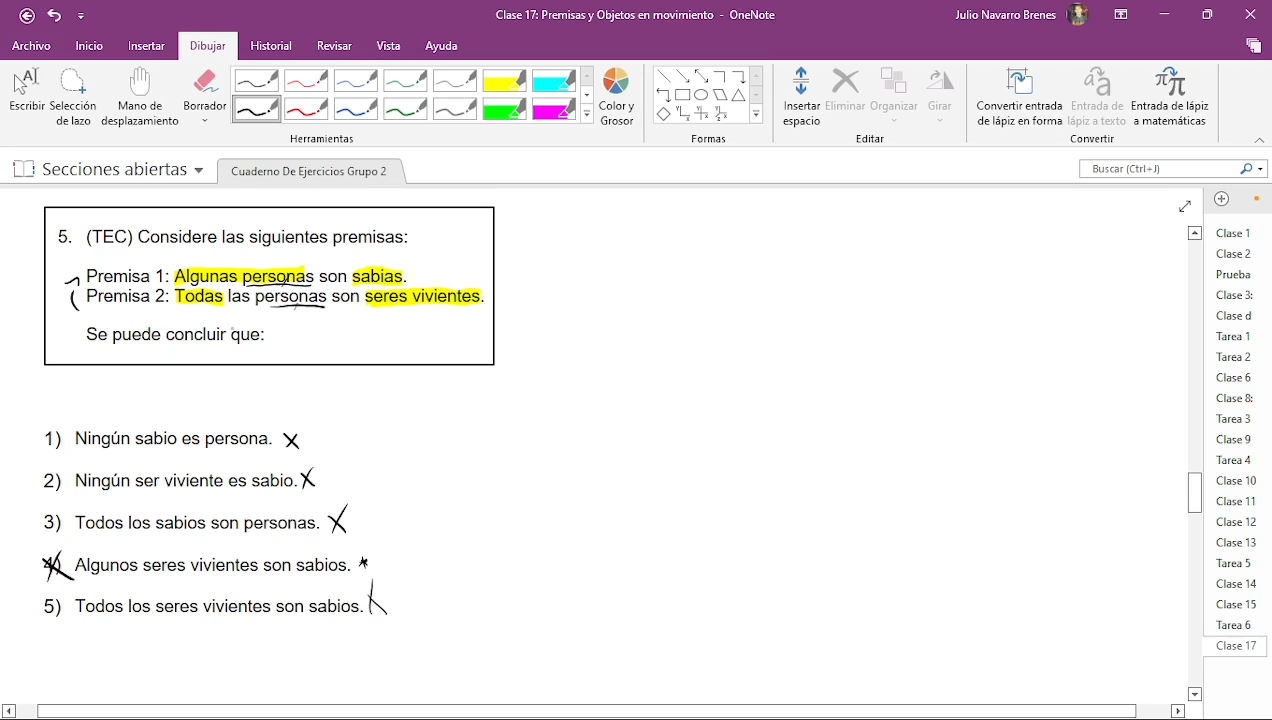 Clase 17: Premisas y Objetos en movimiento - OneNote
Julio Navarro Brenes
Archivo Inicio Insertar Dibujar Historial Revisar Vista Ayuda
Escribir
Selección de lazo
Mano de desplazamiento
Borrador
Color y Grosor
Insertar espacio
Eliminar
Organizar
Girar
Convertir entrada de lápiz en forma
Entrada de lápiz a texto
Entrada de lápiz a matemáticas
Herramientas
Formas
Editar
Convertir
Secciones abiertas
Cuaderno De Ejercicios Grupo 2
Buscar (Ctrl+J)
5. (TEC) Considere las siguientes premisas:
Premisa 1: Algunas personas son sabias.
Premisa 2: Todas las personas son seres vivientes.
Se puede concluir que:
1) Ningún sabio es persona. x
2) Ningún ser viviente es sabio. x
3) Todos los sabios son personas. x
4) Algunos seres vivientes son sabios.
5) Todos los seres vivientes son sabios.
Clase 1
Clase 2
Prueba
Clase 3:
Clase d
Tarea 1
Tarea 2
Clase 6
Clase 8:
Tarea 3
Clase 9
Tarea 4
Clase 10
Clase 11
Clase 12
Clase 13
Tarea 5
Clase 14
Clase 15
Tarea 6
Clase 17